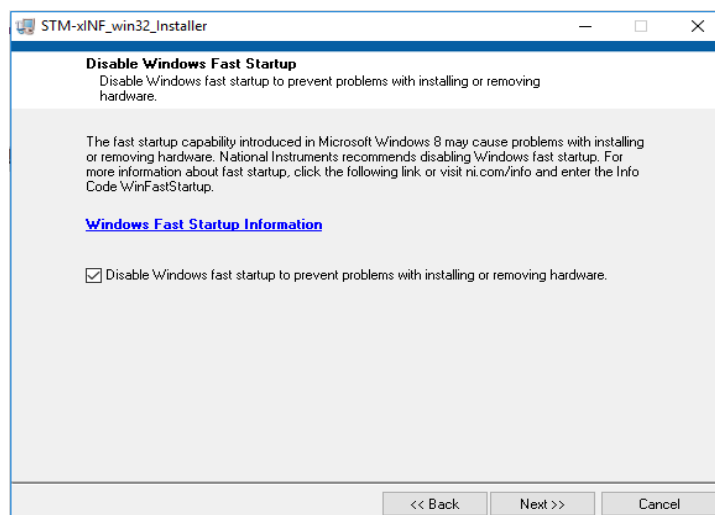 STM-xINF_win32_Installer
Disable Windows Fast Startup
Disable Windows fast startup to prevent problems with installing or removing
hardware.
The fast startup capability introduced in Microsoft Windows 8 may cause problems with installing
or removing hardware. National Instruments recommends disabling Windows fast startup. For
more information about fast startup, click the following link or visit ni.com/info and enter the Info
Code WinFastStartup.
Windows Fast Startup Information
Disable Windows fast startup to prevent problems with installing or removing hardware.
<< Back Next >> Cancel